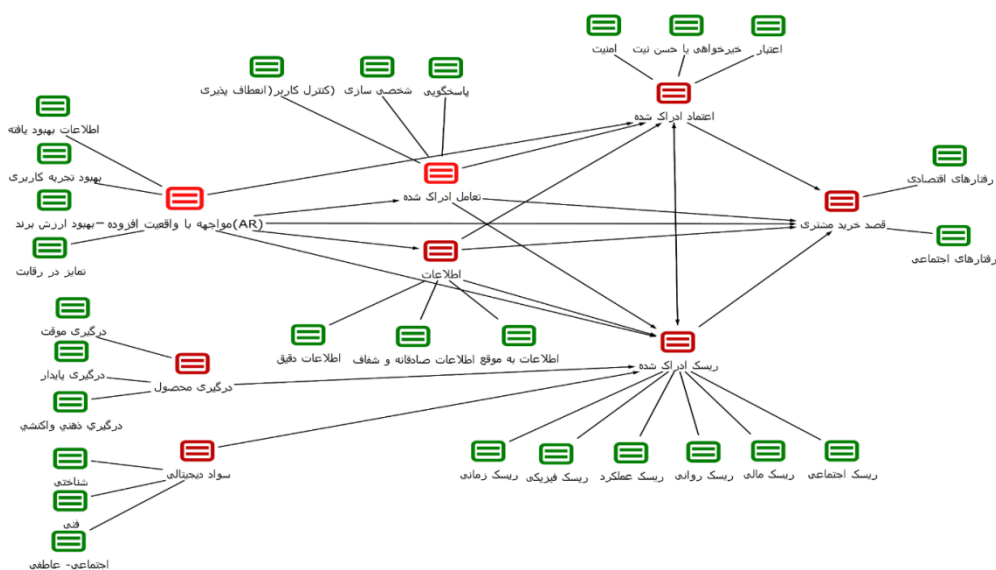 امنیت
خیرخواهی یا حسن نیت
اعتبار
اعتماد ادراک شده
(کنترل کاربر)انعطاف پذیری
شخصی سازی
پاسخگویی
تعامل ادراک شده
اطلاعات بهبود یافته
بهبود تجربه کاربری
بهبود ارزش برند
تمایز در رقابت
مواجهه با واقعیت افزوده(AR)
رفتارهای اقتصادی
قصد خرید مشتری
رفتارهای اجتماعی
اطلاعات
اطلاعات دقیق
اطلاعات صادقانه و شفاف
اطلاعات به موقع
درگیری موقت
درگیری پایدار
درگیري ذهني واکنشي
درگیری محصول
ریسک ادراک شده
ریسک زمانی
ریسک فیزیکی
ریسک عملکرد
ریسک روانی
ریسک مالی
ریسک اجتماعی
سواد دیجیتالی
شناختی
فنی
اجتماعی- عاطفی